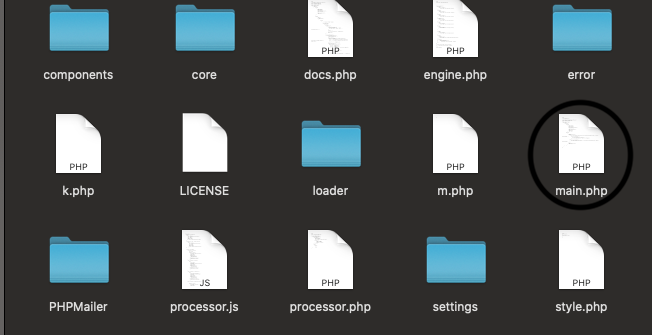 PHP
PHP
components
core
docs.php
engine.php
error
PHP
PHP
PHP
k.php
LICENSE
loader
m.php
main.php
JS
PHP
PHP
PHPMailer
processor.js
processor.php
settings
style.php